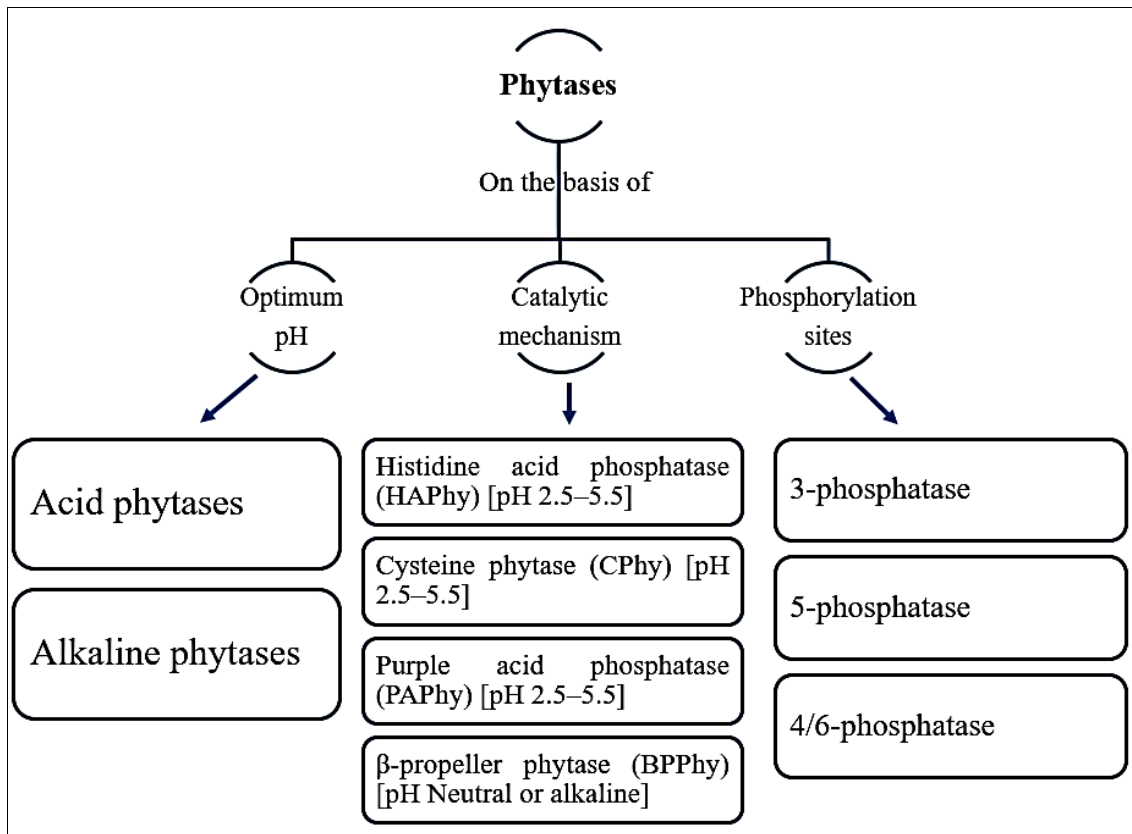 Phytases
On the basis of
Optimum
pH
Catalytic
mechanism
Phosphorylation
sites
Acid phytases
Alkaline phytases
Histidine acid phosphatase
(HAPhy) [pH 2.5–5.5]
Cysteine phytase (CPhy) [pH
2.5–5.5]
Purple acid phosphatase
(PAPhy) [pH 2.5–5.5]
β-propeller phytase (BPPhy)
[pH Neutral or alkaline]
3-phosphatase
5-phosphatase
4/6-phosphatase